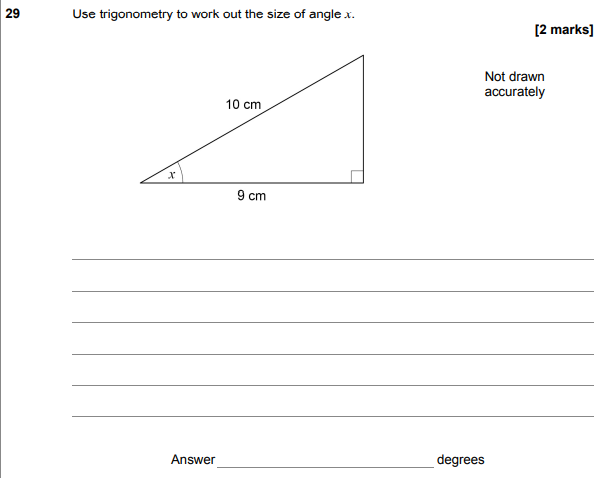 29 Use trigonometry to work out the size of angle x.
[2 marks]
Not drawn
accurately
10 cm
x
9 cm
Answer degrees